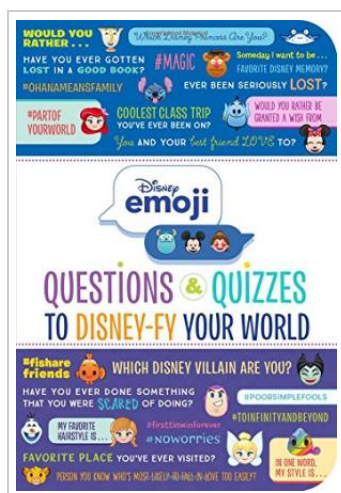 WOULD YOU
RATHER...
Which Disney Princess Are You?
HAVE YOU EVER GOTTEN
LOST IN A GOOD BOOK?
#MAGIC
Someday I want to be...
FAVORITE DISNEY MEMORY?
#OHANAMEANSFAMILY
EVER BEEN SERIOUSLY LOST?
#PARTOF
YOURWORLD
COOLEST CLASS TRIP
YOU'VE EVER BEEN ON?
WOULD YOU RATHER BE
GRANTED A WISH FROM...
You AND YOUR best friend LOVE TO?
Disney
emoji
QUESTIONS & QUIZZES
TO DISNEY-FY YOUR WORLD
#fishare
friends
WHICH DISNEY VILLAIN ARE YOU?
HAVE YOU EVER DONE SOMETHING
THAT YOU WERE SCARED OF DOING?
#POORSIMPLEFOOLS
#TOINFINITYANDBEYOND
MY FAVORITE
HAIRSTYLE IS...
#firsttimeinforever
#noworries
FAVORITE PLACE YOU'VE EVER VISITED?
IN ONE WORD,
MY STYLE IS...
PERSON YOU KNOW WHO'S MOST-LIKELY-TO-FALL-IN-LOVE TOO EASILY?